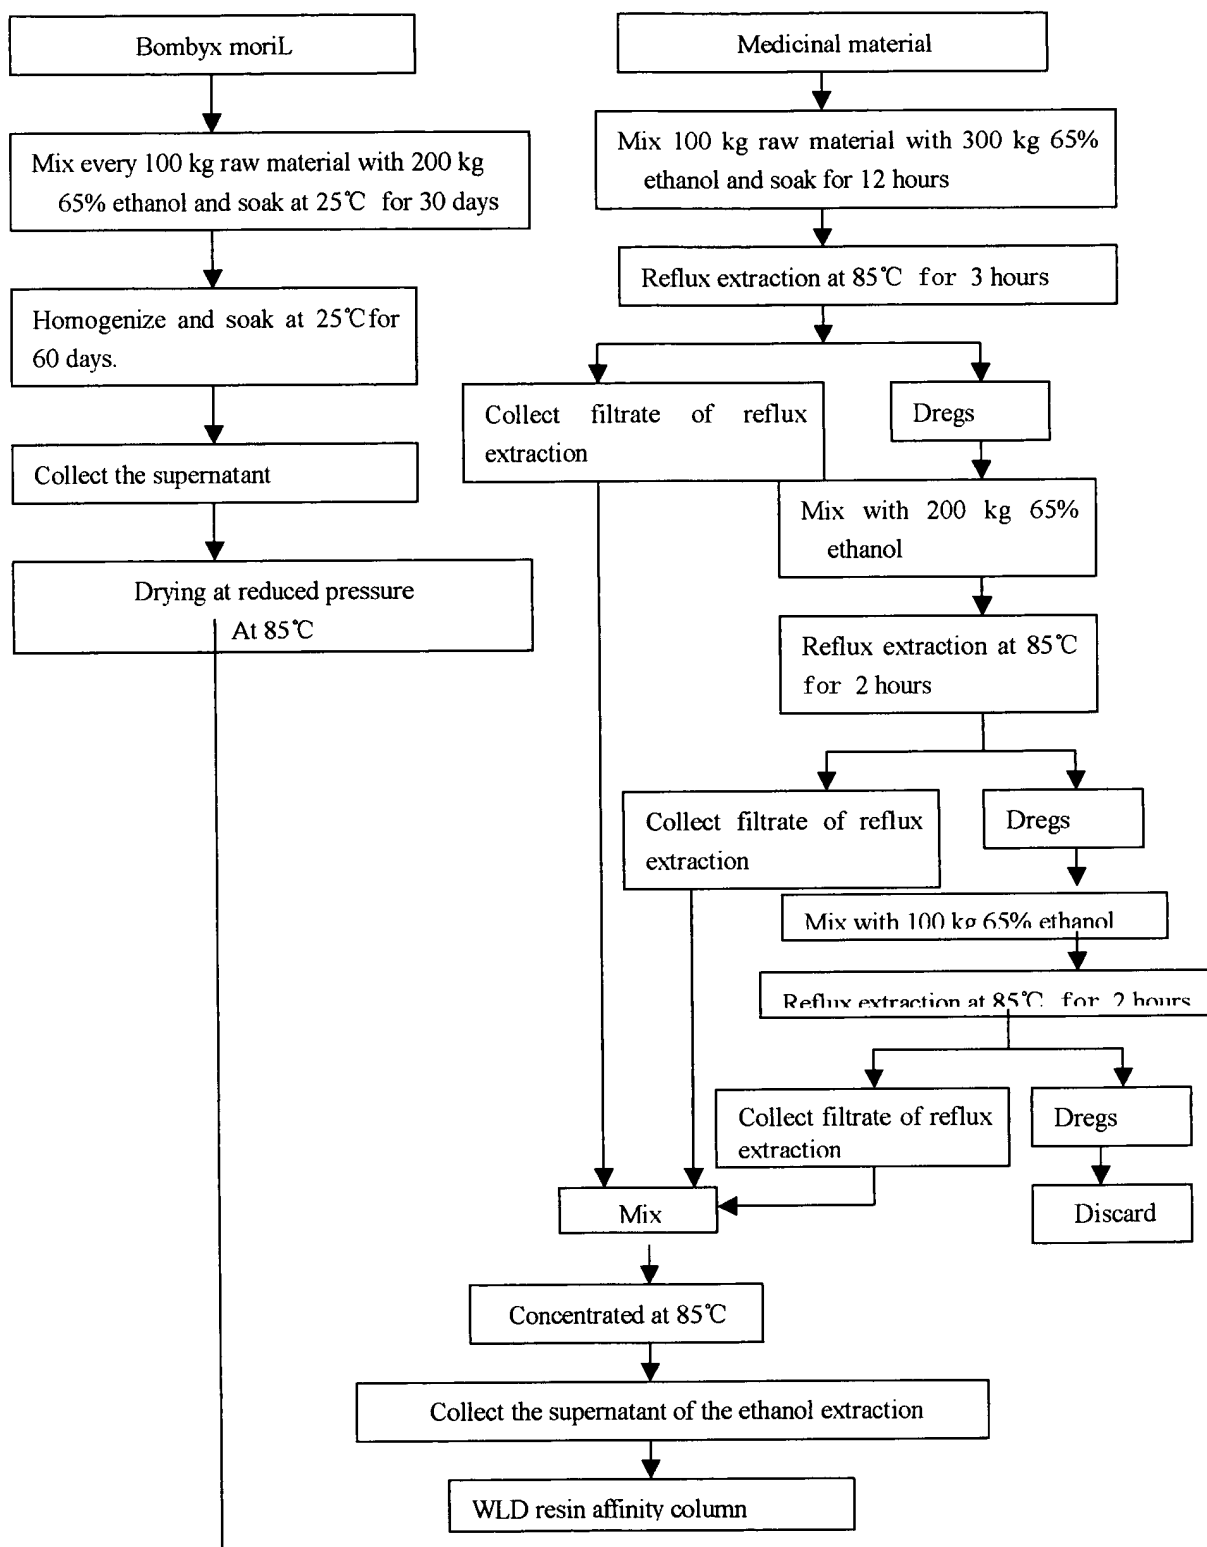 Bombyx moriL
Mix every 100 kg raw material with 200 kg
65% ethanol and soak at 25℃ for 30 days
Homogenize and soak at 25℃for
60 days.
Collect the supernatant
Drying at reduced pressure
At 85℃
Medicinal material
Mix 100 kg raw material with 300 kg 65%
ethanol and soak for 12 hours
Reflux extraction at 85℃ for 3 hours
Collect filtrate of reflux
extraction
Dregs
Mix with 200 kg 65%
ethanol
Reflux extraction at 85℃
for 2 hours
Collect filtrate of reflux
extraction
Dregs
Mix with 100 kg 65% ethanol
Reflux extraction at 85℃ for 2 hours
Collect filtrate of reflux
extraction
Dregs
Discard
Mix
Concentrated at 85℃
Collect the supernatant of the ethanol extraction
WLD resin affinity column